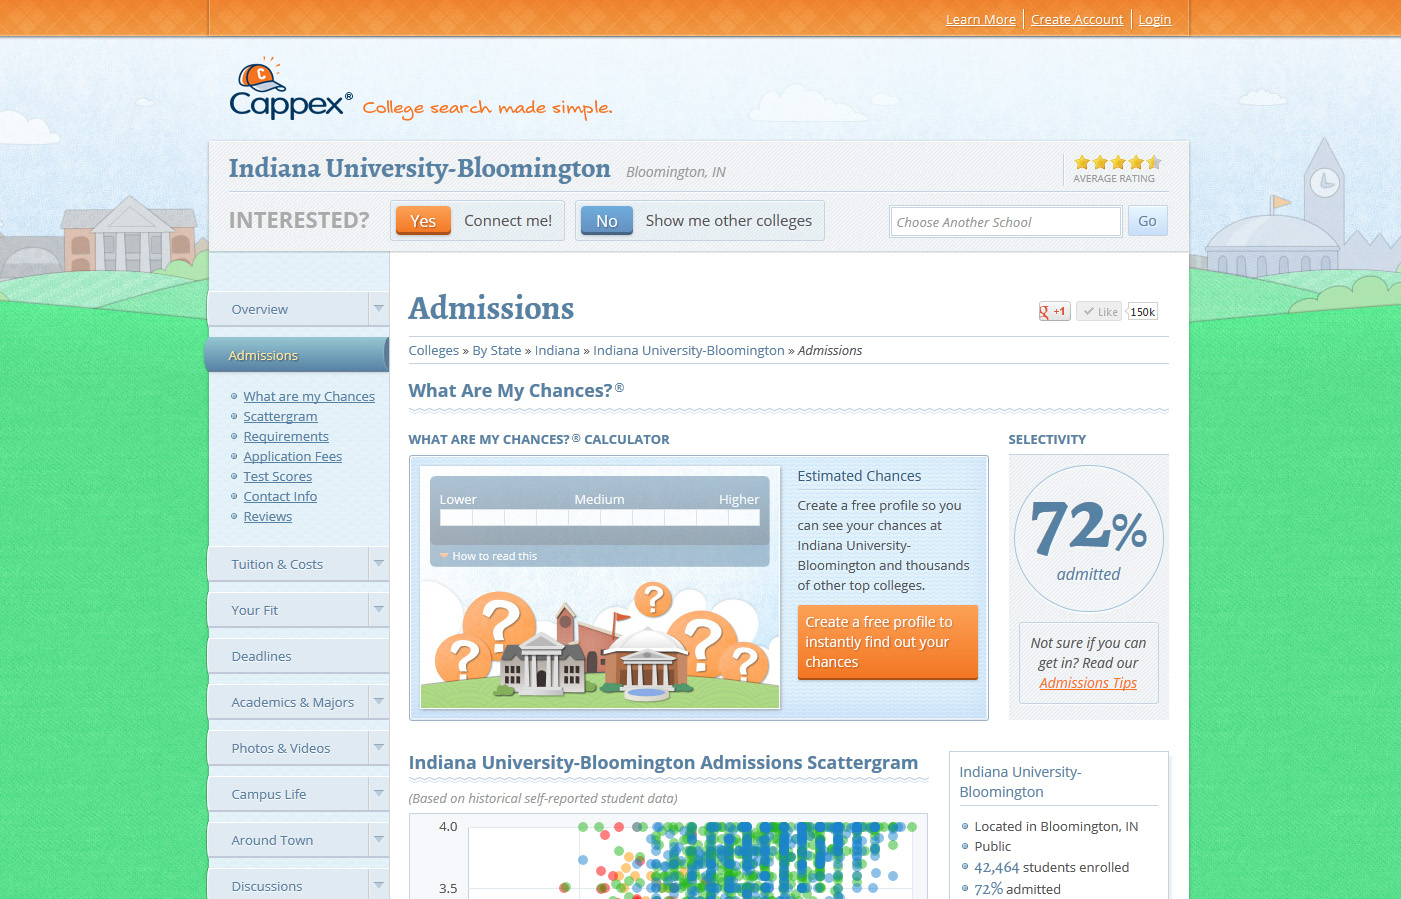 Learn More
Create Account
Login
C
Cappex® College search made simple.
Indiana University-Bloomington
Bloomington, IN
AVERAGE RATING
INTERESTED?
Yes
Connect me!
No
Show me other colleges
Choose Another School
Go
Overview
Admissions
What are my Chances
Scattergram
Requirements
Application Fees
Test Scores
Contact Info
Reviews
Tuition & Costs
Your Fit
Deadlines
Academics & Majors
Photos & Videos
Campus Life
Around Town
Discussions
Admissions
g +1
Like
150k
Colleges » By State » Indiana » Indiana University-Bloomington » Admissions
What Are My Chances?®
WHAT ARE MY CHANCES?® CALCULATOR
Lower
Medium
Higher
How to read this
? ? ? ? ?
Estimated Chances
Create a free profile so you
can see your chances at
Indiana University-
Bloomington and thousands
of other top colleges.
Create a free profile to
instantly find out your
chances
SELECTIVITY
72%
admitted
Not sure if you can
get in? Read our
Admissions Tips
Indiana University-Bloomington Admissions Scattergram
(Based on historical self-reported student data)
4.0
3.5
Indiana University-
Bloomington
Located in Bloomington, IN
Public
42,464 students enrolled
72% admitted